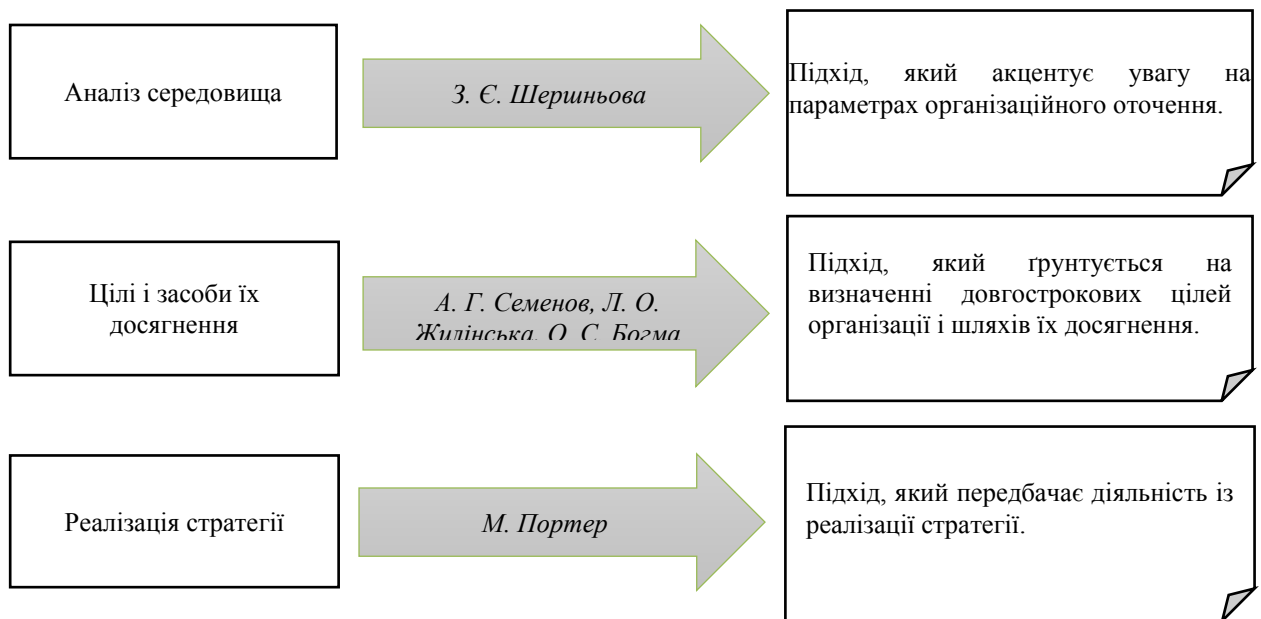 Аналіз середовища
З. Є. Шершньова
Підхід, який акцентує увагу на
параметрах організаційного оточення.
Цілі і засоби їх
досягнення
А. Г. Семенов, Л. О.
Жилінська, О. С. Богма
Підхід, який ґрунтується на
визначенні довгострокових цілей
організації і шляхів їх досягнення.
Реалізація стратегії
М. Портер
Підхід, який передбачає діяльність із
реалізації стратегії.